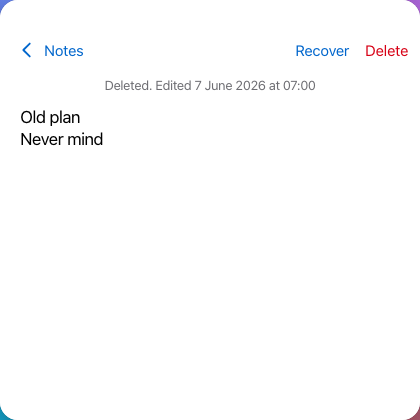 Notes Recover Delete
Deleted. Edited 7 June 2026 at 07:00
Old plan
Never mind